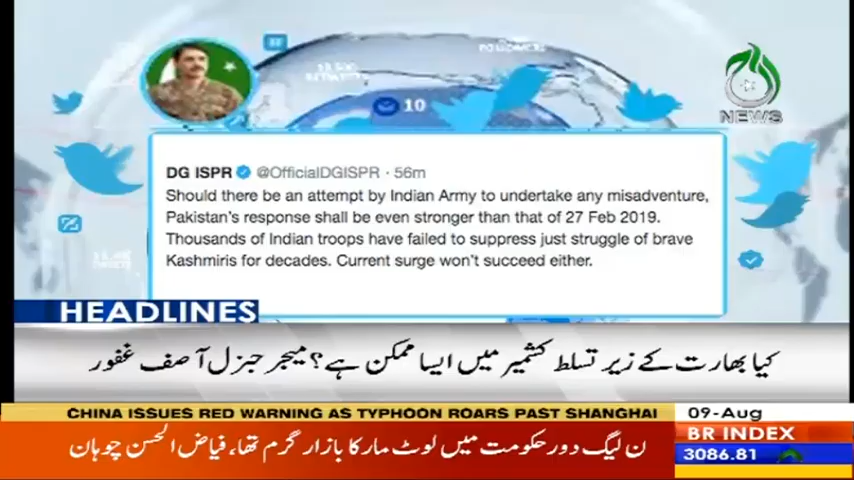 10
NEWS
DG ISPR @OfficialDGISPR · 56m
Should there be an attempt by Indian Army to undertake any misadventure,
Pakistan's response shall be even stronger than that of 27 Feb 2019.
Thousands of Indian troops have failed to suppress just struggle of brave
Kashmiris for decades. Current surge won't succeed either.
HEADLINES
کیا بھارت کے زیر تسلط کشمیر میں ایسا ممکن ہے؟ میجر جنرل آصف غفور
CHINA ISSUES RED WARNING AS TYPHOON ROARS PAST SHANGHAI
09-Aug
ن لیگ دور حکومت میں لوٹ مار کا بازار گرم تھا، فیاض الحسن چوہان
BR INDEX
3086.81